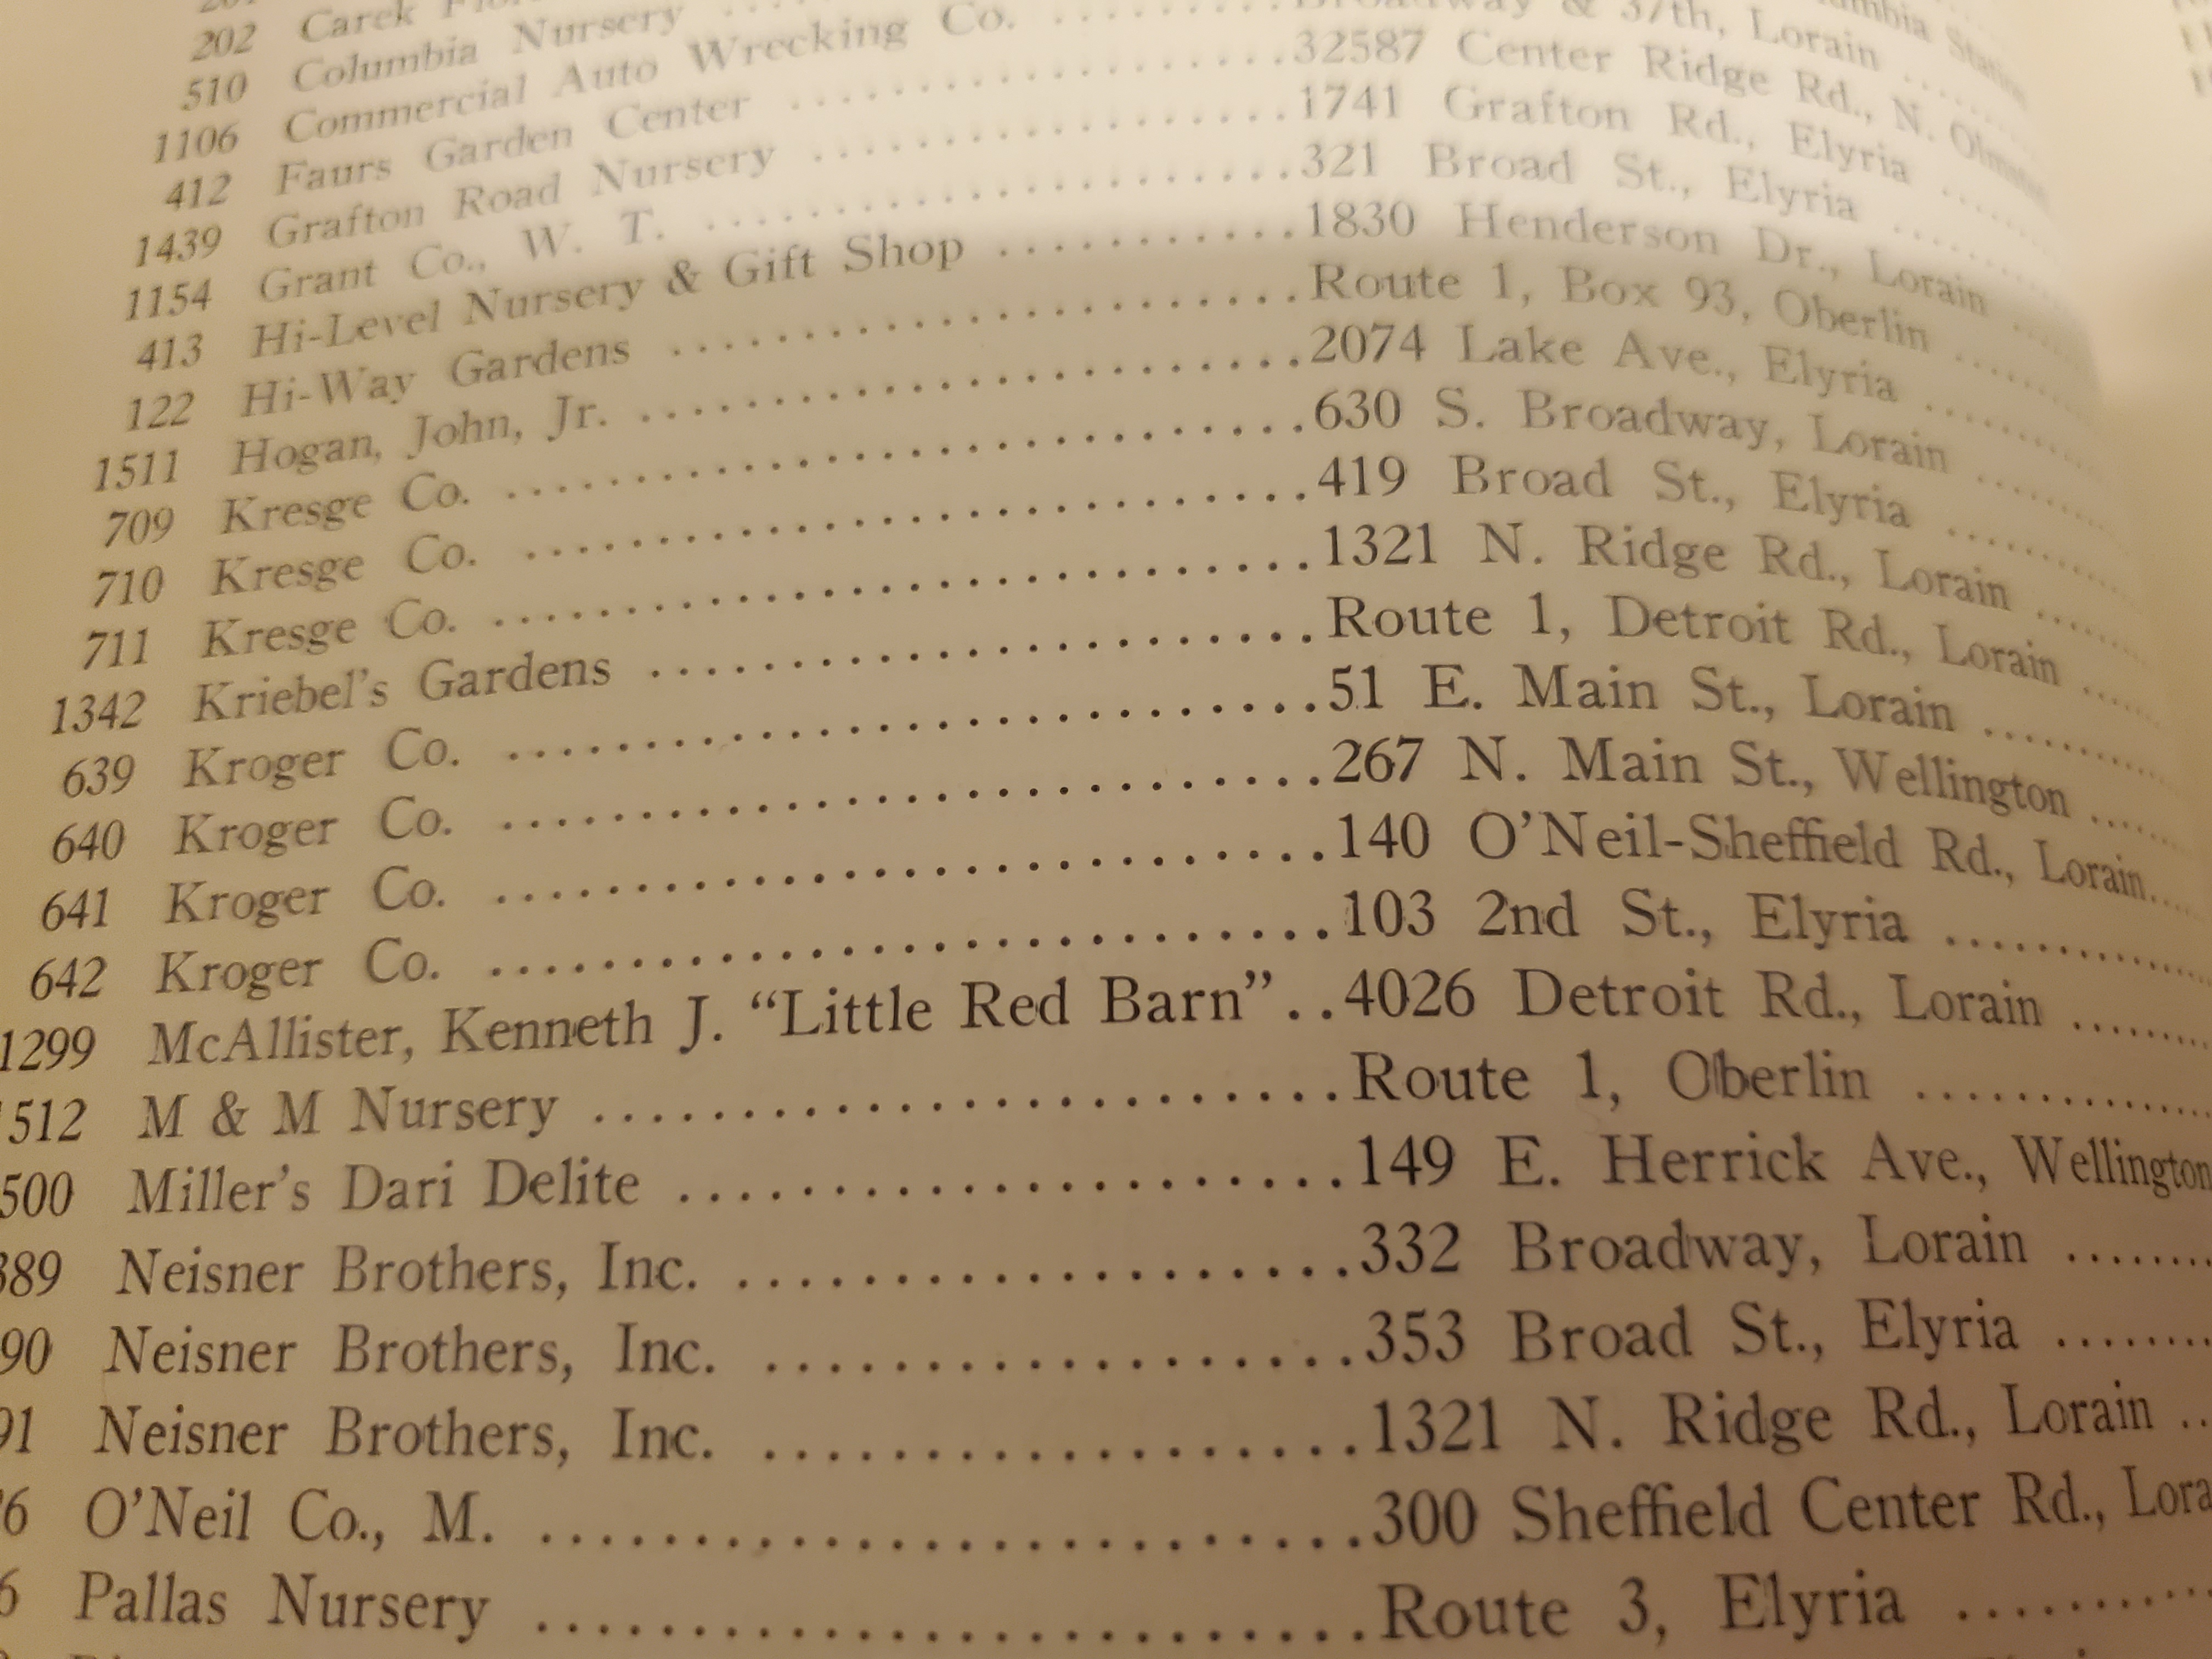 202 Carek
510 Columbia Nursery
1106 Commercial Auto Wrecking Co. .......... & 37th, Lorain ..........
412 Faurs Garden Center .......... 32587 Center Ridge Rd., N.
1439 Grafton Road Nursery .......... 1741 Grafton Rd., Elyria ..........
1154 Grant Co., W. T. .......... 321 Broad St., Elyria ..........
413 Hi-Level Nursery & Gift Shop .......... 1830 Henderson Dr., Lorain ..........
122 Hi-Way Gardens .......... Route 1, Box 93, Oberlin ..........
1511 Hogan, John, Jr. .......... 2074 Lake Ave., Elyria ..........
709 Kresge Co. .......... 630 S. Broadway, Lorain ..........
710 Kresge Co. .......... 419 Broad St., Elyria ..........
711 Kresge Co. .......... 1321 N. Ridge Rd., Lorain ..........
1342 Kriebel's Gardens .......... Route 1, Detroit Rd., Lorain ..........
639 Kroger Co. .......... 51 E. Main St., Lorain ..........
640 Kroger Co. .......... 267 N. Main St., Wellington ..........
641 Kroger Co. .......... 140 O'Neil-Sheffield Rd., Lorain..........
642 Kroger Co. .......... 103 2nd St., Elyria ..........
1299 McAllister, Kenneth J. “Little Red Barn”..4026 Detroit Rd., Lorain ..........
512 M & M Nursery .......... Route 1, Oberlin ..........
500 Miller's Dari Delite .......... 149 E. Herrick Ave., Wellington
389 Neisner Brothers, Inc. .......... 332 Broadway, Lorain ..........
90 Neisner Brothers, Inc. .......... 353 Broad St., Elyria ..........
91 Neisner Brothers, Inc. .......... 1321 N. Ridge Rd., Lorain ..
6 O'Neil Co., M. .......... 300 Sheffield Center Rd., Lora
6 Pallas Nursery .......... Route 3, Elyria ..........